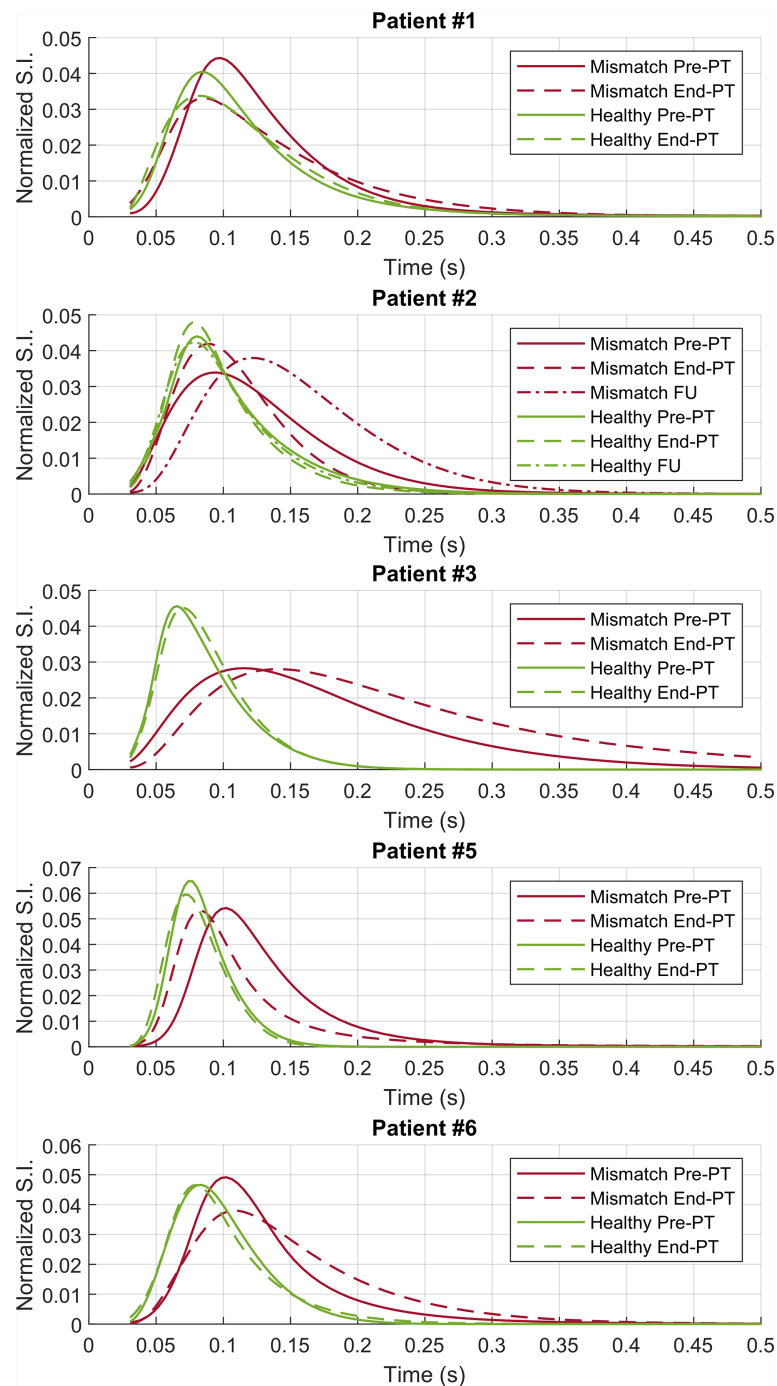 Patient #1
Normalized S.I.
0.05
0.04
0.03
0.02
0.01
0
Mismatch Pre-PT
Mismatch End-PT
Healthy Pre-PT
Healthy End-PT
0 0.05 0.1 0.15 0.2 0.25 0.3 0.35 0.4 0.45 0.5
Time (s)
Patient #2
Normalized S.I.
0.05
0.04
0.03
0.02
0.01
0
Mismatch Pre-PT
Mismatch End-PT
Mismatch FU
Healthy Pre-PT
Healthy End-PT
Healthy FU
0 0.05 0.1 0.15 0.2 0.25 0.3 0.35 0.4 0.45 0.5
Time (s)
Patient #3
Normalized S.I.
0.05
0.04
0.03
0.02
0.01
0
Mismatch Pre-PT
Mismatch End-PT
Healthy Pre-PT
Healthy End-PT
0 0.05 0.1 0.15 0.2 0.25 0.3 0.35 0.4 0.45 0.5
Time (s)
Patient #5
Normalized S.I.
0.07
0.06
0.05
0.04
0.03
0.02
0.01
0
Mismatch Pre-PT
Mismatch End-PT
Healthy Pre-PT
Healthy End-PT
0 0.05 0.1 0.15 0.2 0.25 0.3 0.35 0.4 0.45 0.5
Time (s)
Patient #6
Normalized S.I.
0.06
0.05
0.04
0.03
0.02
0.01
0
Mismatch Pre-PT
Mismatch End-PT
Healthy Pre-PT
Healthy End-PT
0 0.05 0.1 0.15 0.2 0.25 0.3 0.35 0.4 0.45 0.5
Time (s)